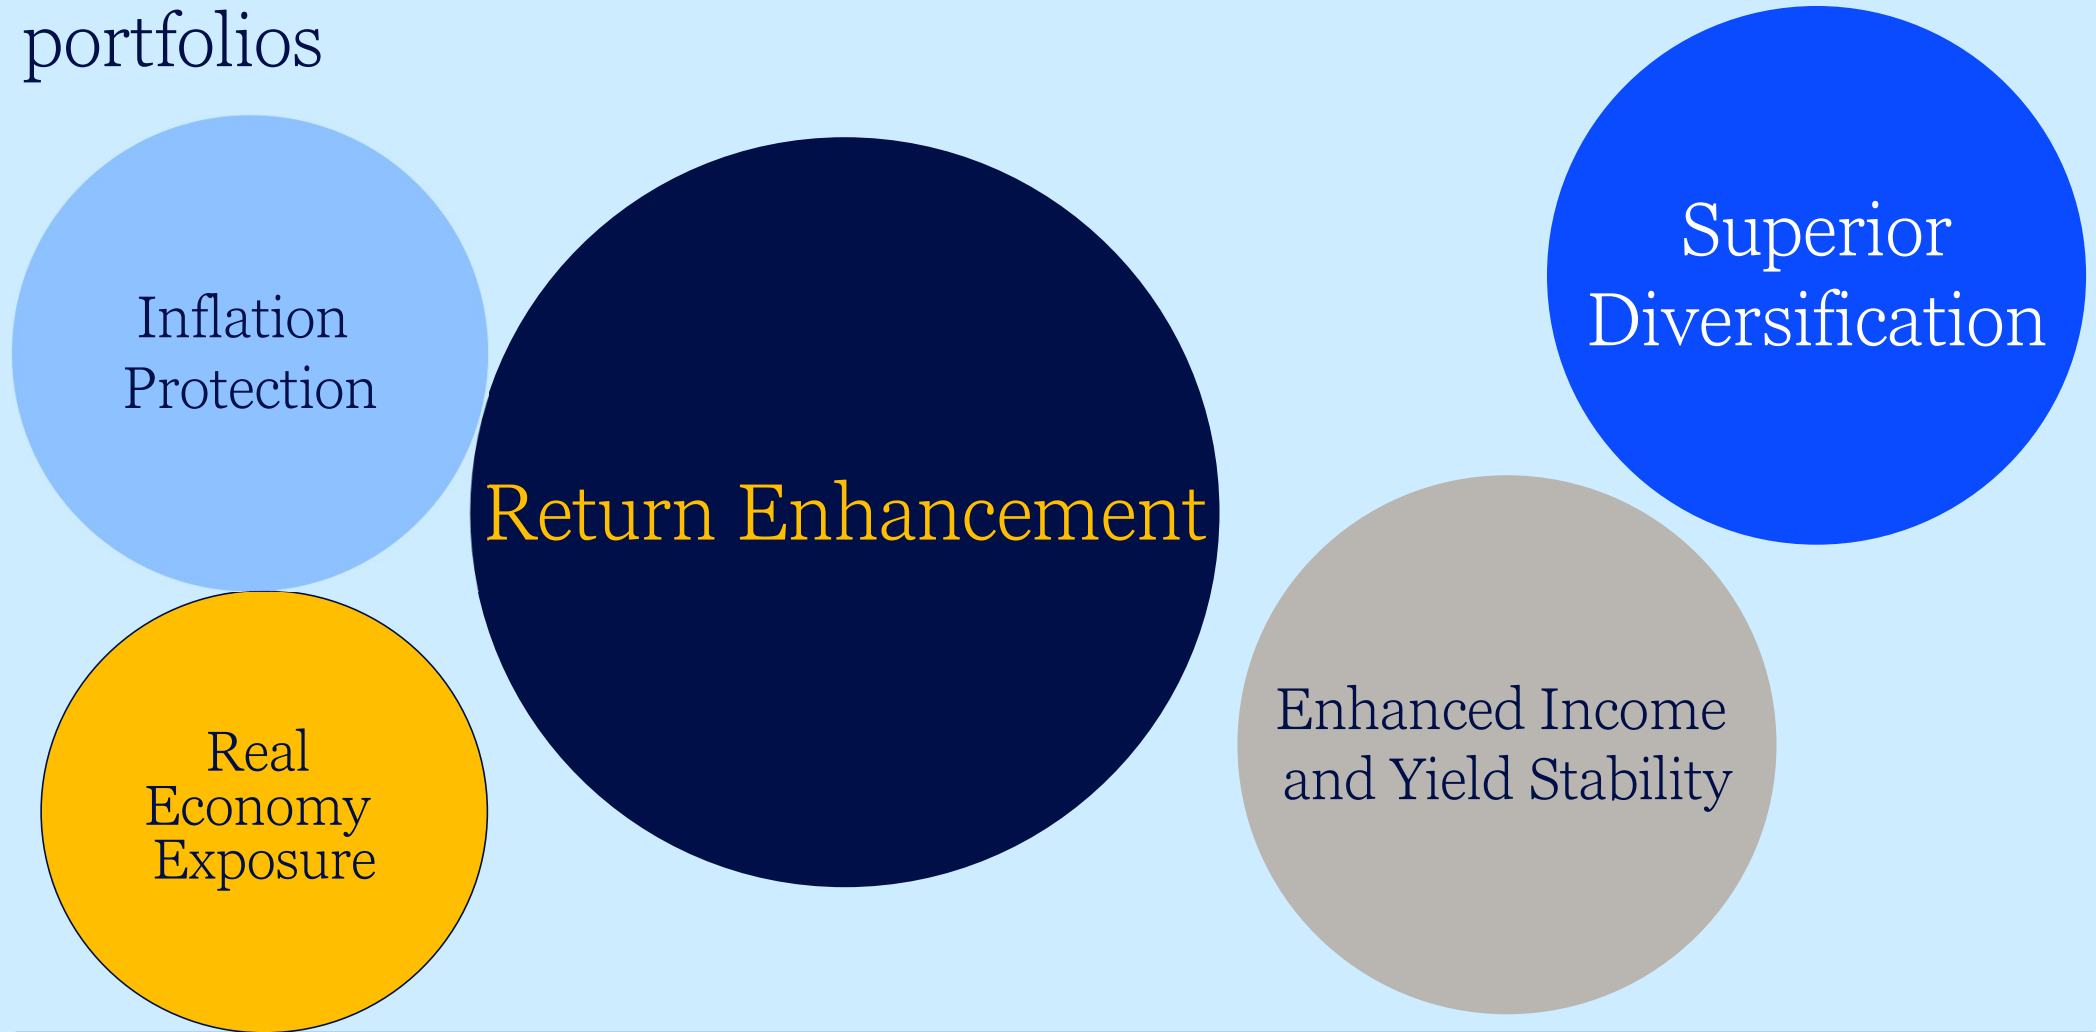 portfolios
Inflation
Protection
Return Enhancement
Superior
Diversification
Real
Economy
Exposure
Enhanced Income
and Yield Stability